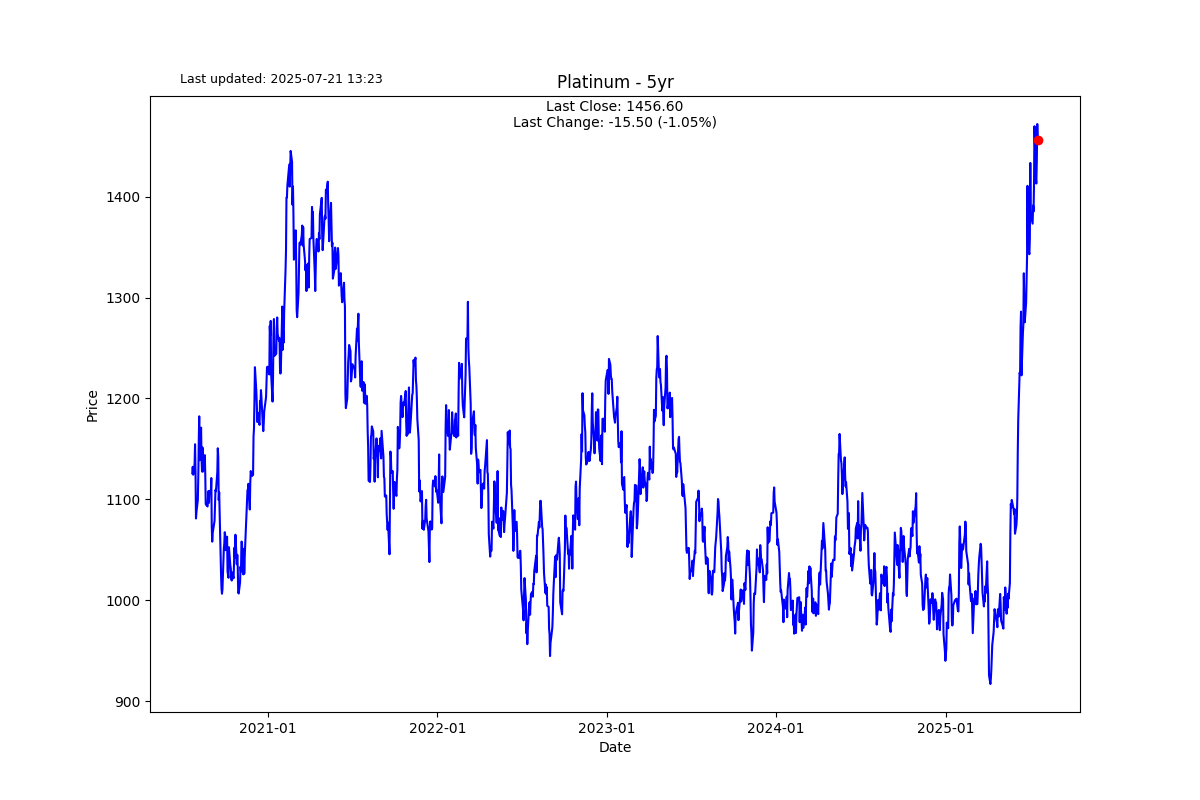 Last updated: 2025-07-21 13:23
Platinum - 5yr
Last Close: 1456.60
Last Change: -15.50 (-1.05%)
1400
1300
1200
1100
1000
900
Price
2021-01
2022-01
2023-01
2024-01
2025-01
Date